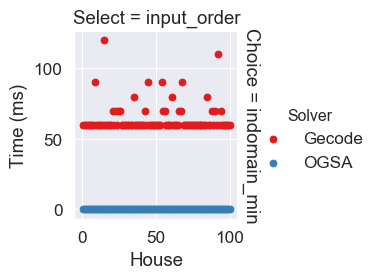 Select = input_order
Time (ms)
100
50
0
0
50
100
House
Choice = indomain_min
Solver
Gecode
OGSA